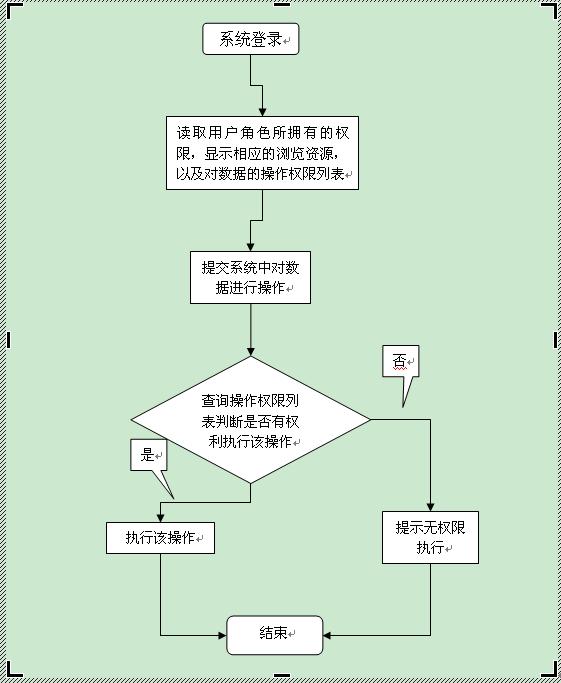 系统登录
读取用户角色所拥有的权
限，显示相应的浏览资源，
以及对数据的操作权限列表
提交系统中对数
据进行操作
否
查询操作权限列
表判断是否有权
利执行该操作
是
执行该操作
提示无权限
执行
结束